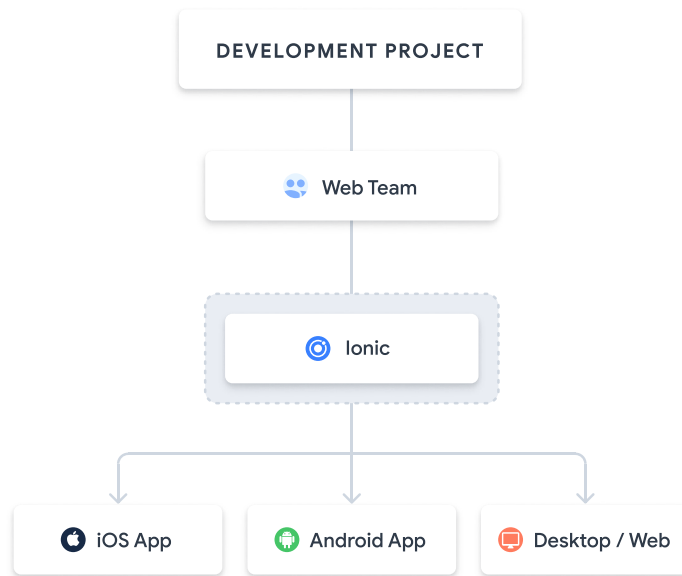 DEVELOPMENT PROJECT
Web Team
Ionic
iOS App
Android App
Desktop / Web